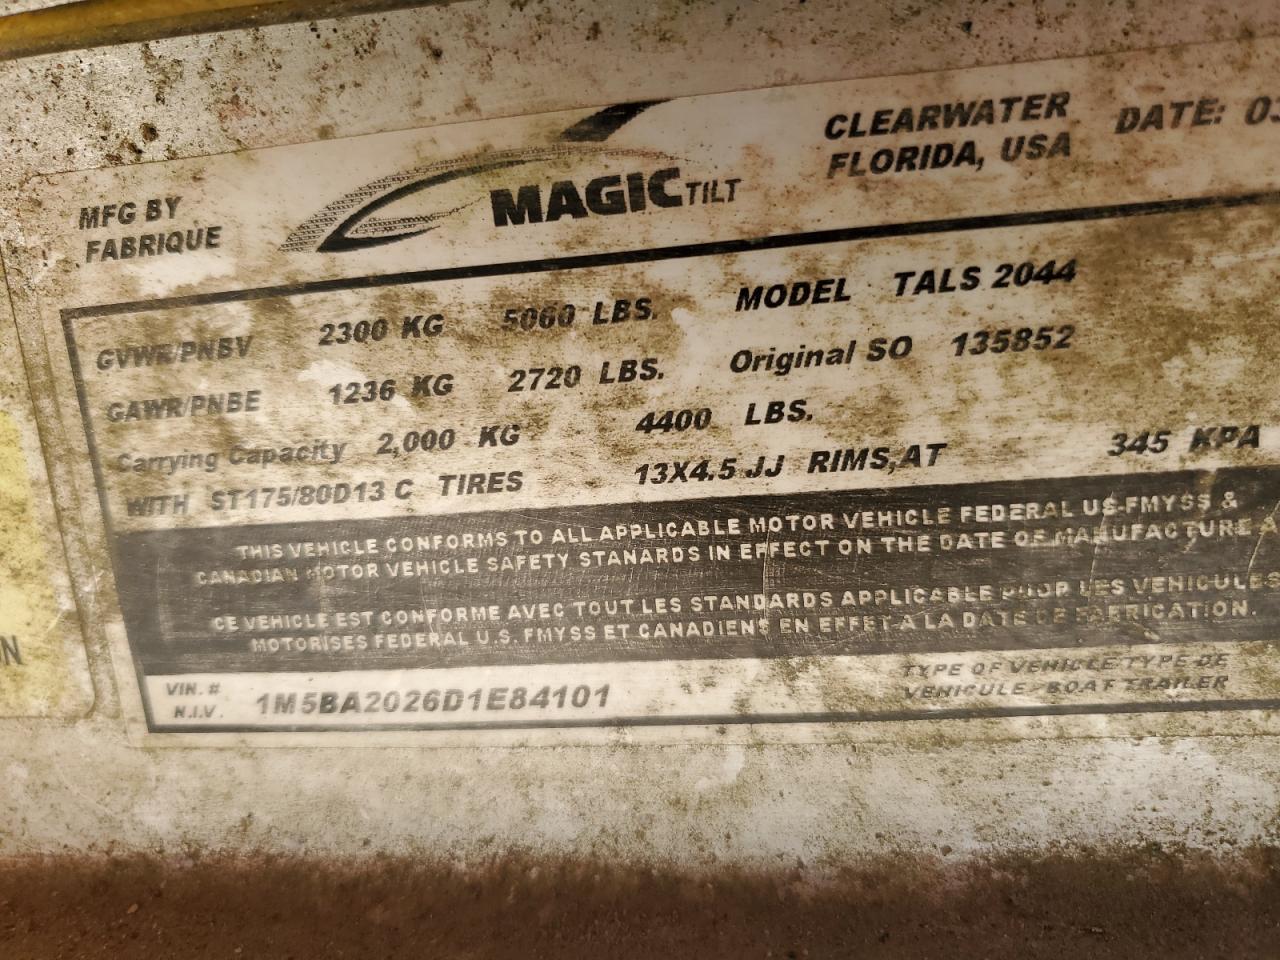 MFG BY
FABRIQUE
MAGIC TILT
CLEARWATER
FLORIDA, USA
DATE: 03
GVWR/PNBV 2300 KG 5060 LBS. MODEL TALS 2044
GAWR/PNBE 1236 KG 2720 LBS. Original SO 135852
Carrying Capacity 2,000 KG 4400 LBS.
WITH ST175/80D13 C TIRES 13X4.5 JJ RIMS,AT 345 KPA
THIS VEHICLE CONFORMS TO ALL APPLICABLE MOTOR VEHICLE FEDERAL US-FMYSS &
CANADIAN MOTOR VEHICLE SAFETY STANARDS IN EFFECT ON THE DATE OF MANUFACTURE
CE VEHICLE EST CONFORME AVEC TOUT LES STANDARDS APPLICABLE POUR LES VEHICULES
MOTORISES FEDERAL U.S. FMYSS ET CANADIENS EN EFFET A LA DATE DE FABRICATION.
VIN. #
N.I.V.
1M5BA2026D1E84101
TYPE OF VEHICLE/TYPE DE
VEHICULE - BOAT TRAILER